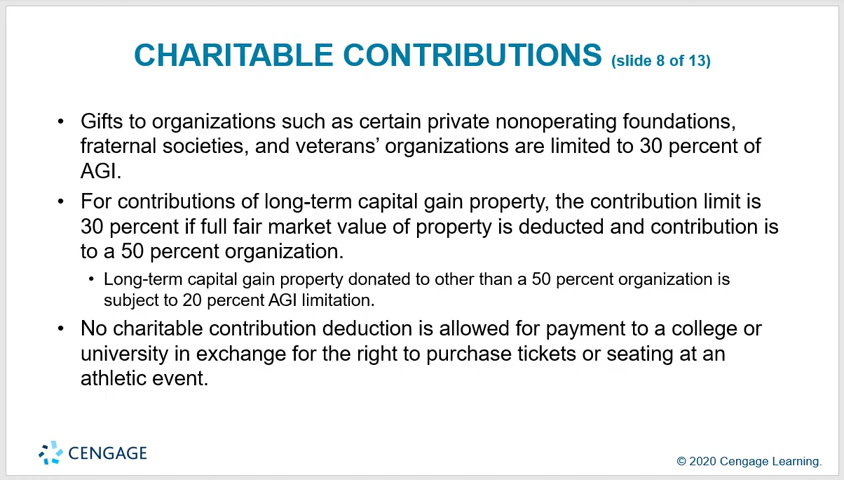 CHARITABLE CONTRIBUTIONS (slide 8 of 13)
• Gifts to organizations such as certain private nonoperating foundations,
fraternal societies, and veterans’ organizations are limited to 30 percent of
AGI.
• For contributions of long-term capital gain property, the contribution limit is
30 percent if full fair market value of property is deducted and contribution is
to a 50 percent organization.
• Long-term capital gain property donated to other than a 50 percent organization is
subject to 20 percent AGI limitation.
• No charitable contribution deduction is allowed for payment to a college or
university in exchange for the right to purchase tickets or seating at an
athletic event.
CENGAGE
© 2020 Cengage Learning.